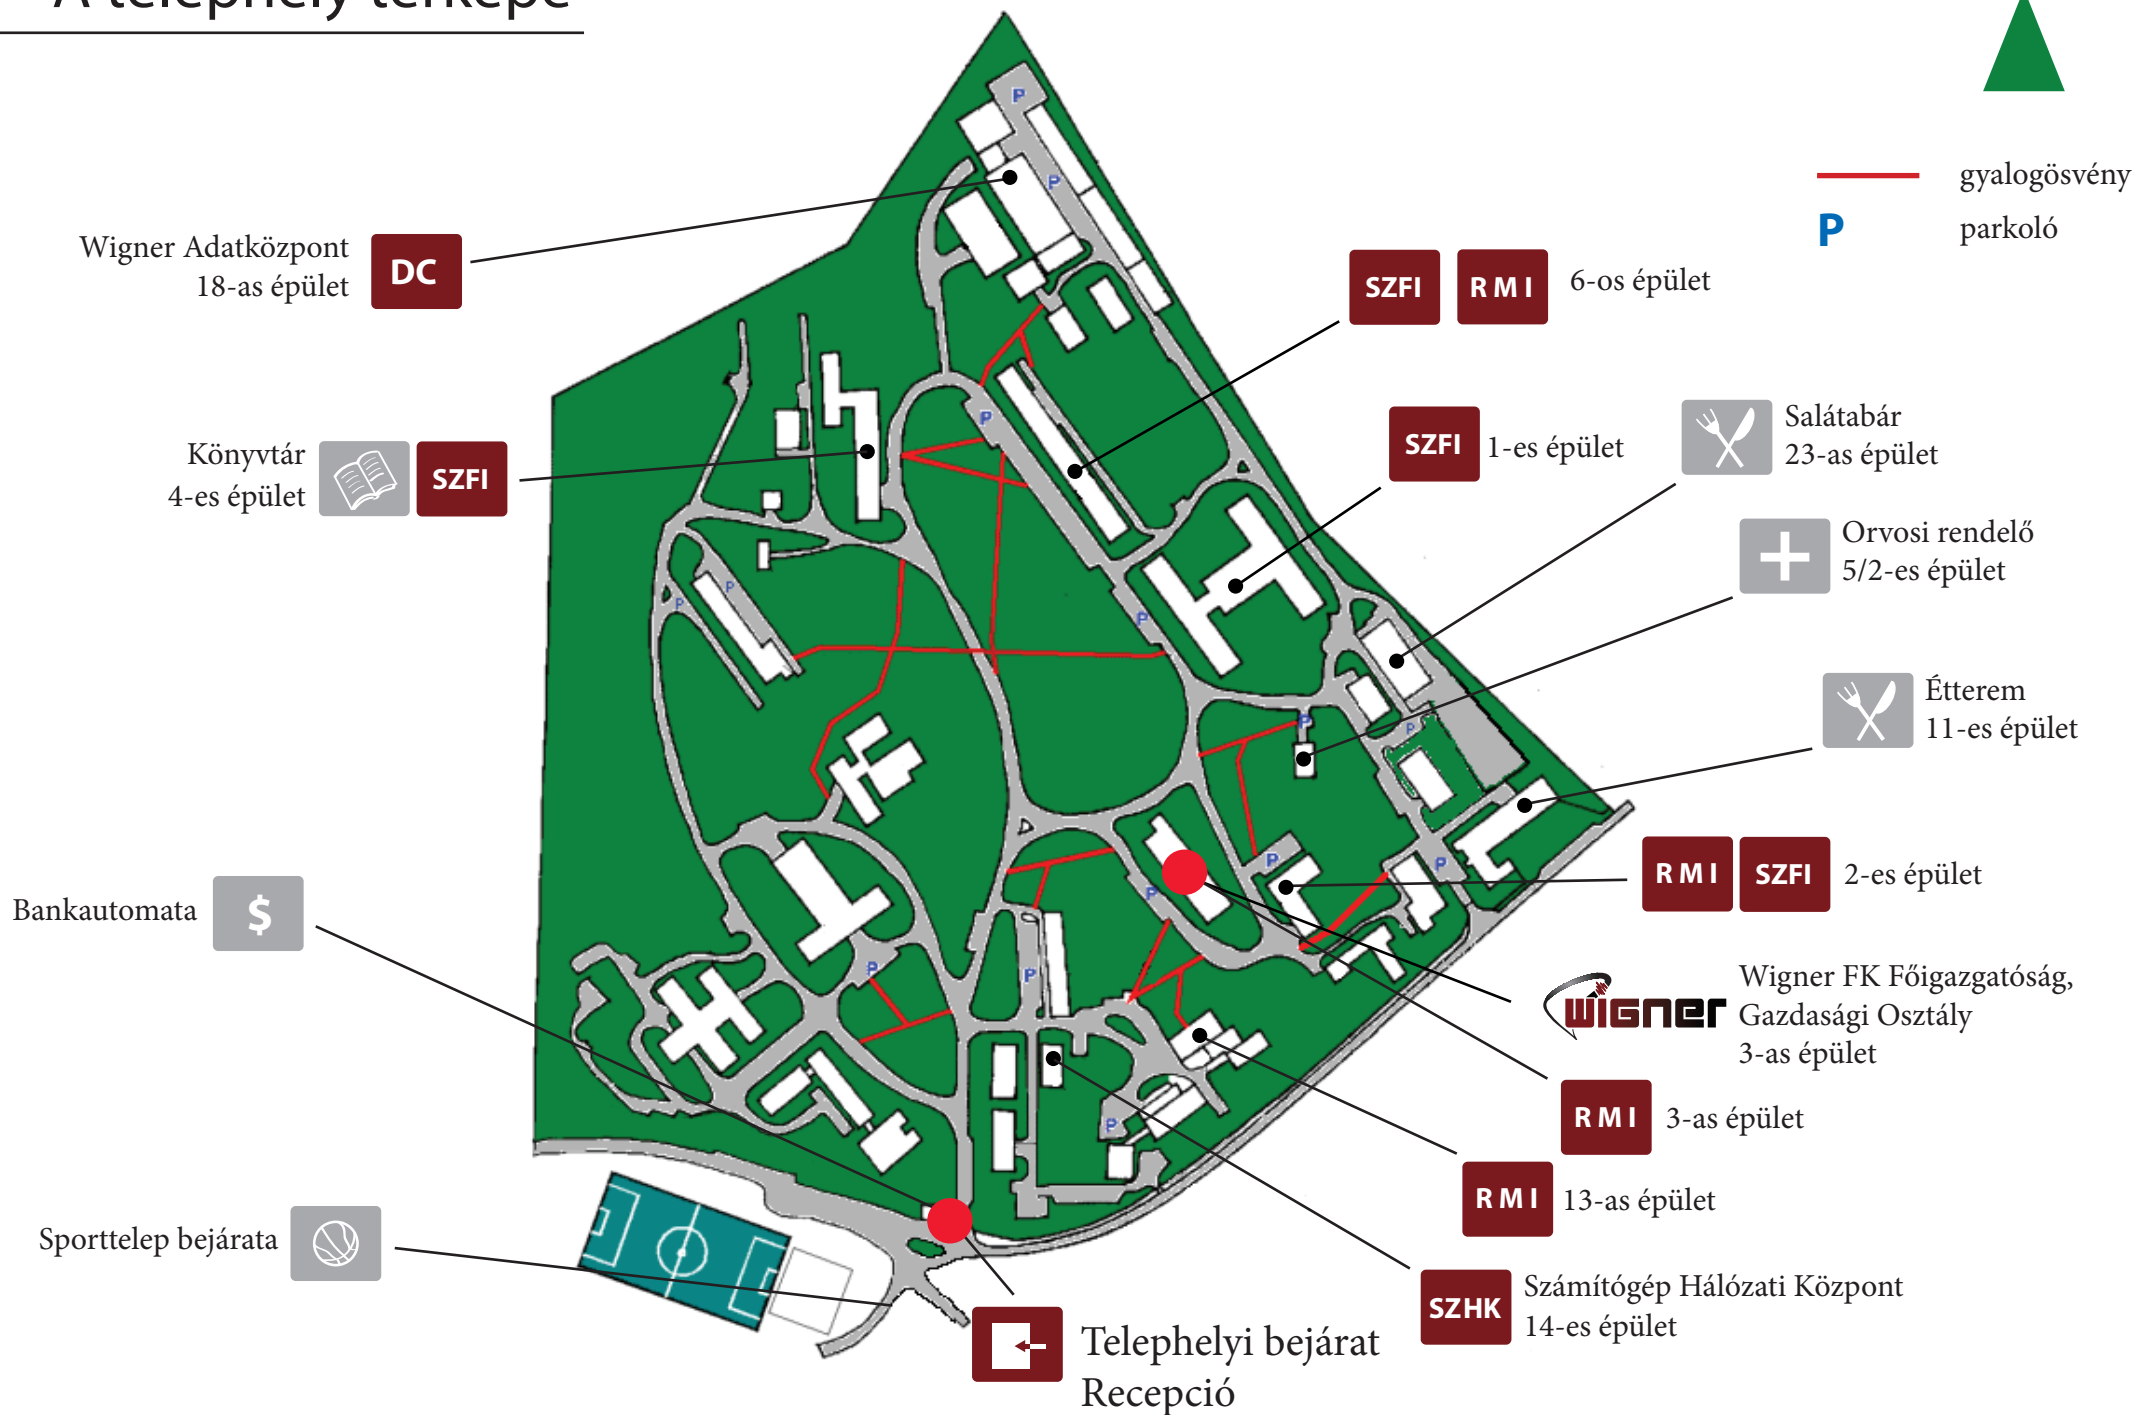 A telephely térképe
gyalogösvény
P parkoló
Wigner Adatközpont
18-as épület
DC
SZFI RMI 6-os épület
Könyvtár
4-es épület
SZFI
SZFI 1-es épület
Salátabár
23-as épület
Orvosi rendelő
5/2-es épület
Étterem
11-es épület
RMI SZFI 2-es épület
Bankautomata $
wigner
Wigner FK Főigazgatóság,
Gazdasági Osztály
3-as épület
RMI 3-as épület
RMI 13-as épület
Sporttelep bejárata
SZHK
Számítógép Hálózati Központ
14-es épület
Telephelyi bejárat
Recepció
P
P
P
P
P
P
P
P
P
P
P
P
P
P